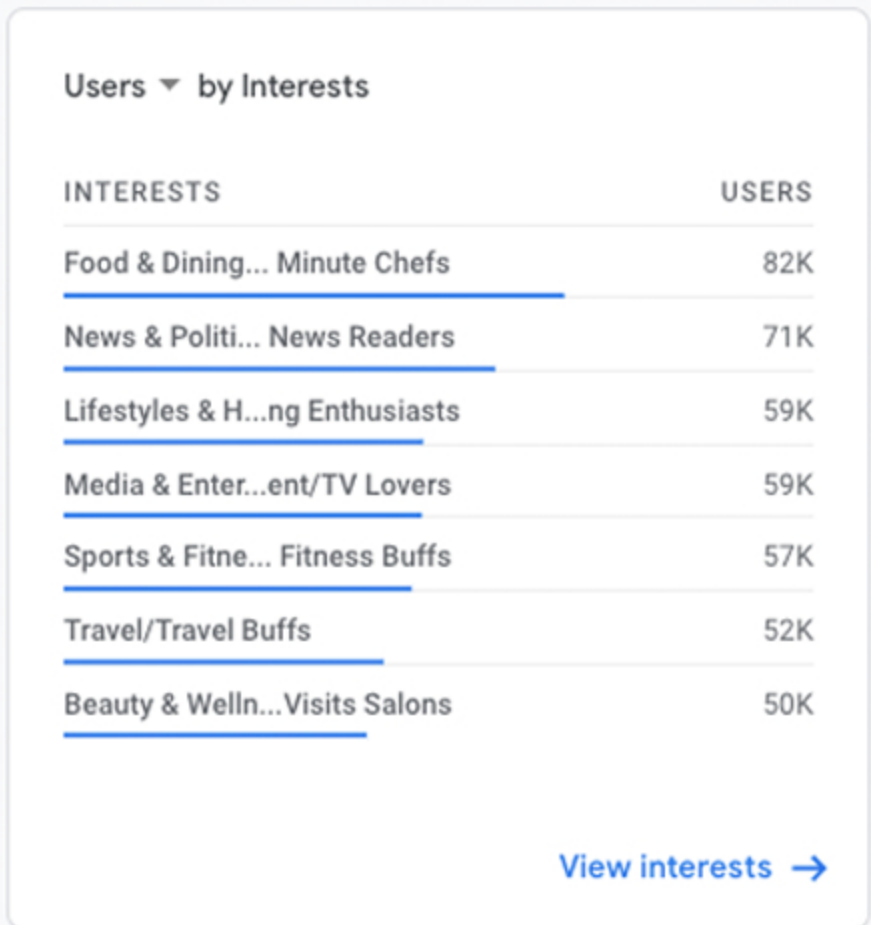 Users by Interests
INTERESTS USERS
Food & Dining... Minute Chefs 82K
News & Politi... News Readers 71K
Lifestyles & H...ng Enthusiasts 59K
Media & Enter...ent/TV Lovers 59K
Sports & Fitne... Fitness Buffs 57K
Travel/Travel Buffs 52K
Beauty & Welln...Visits Salons 50K
View interests →